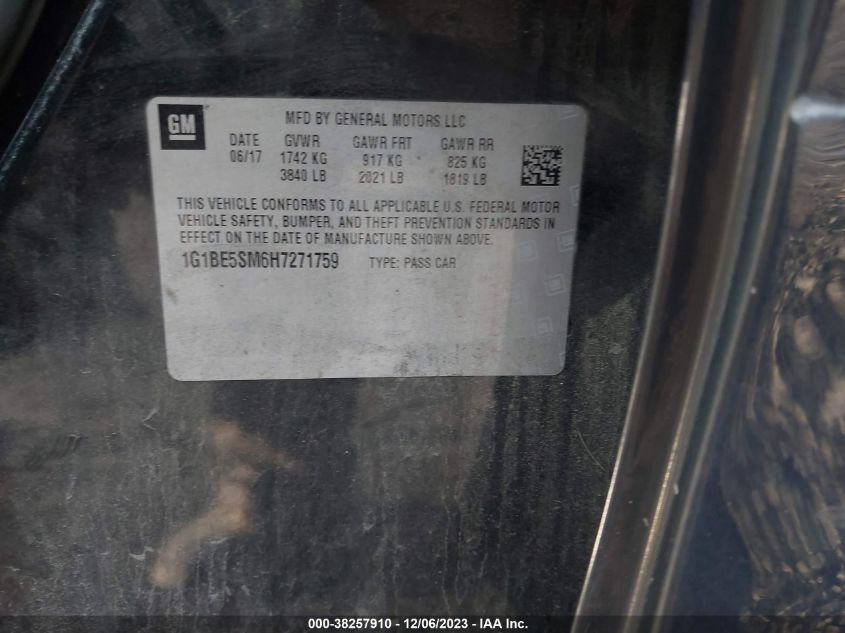 GM
MFD BY GENERAL MOTORS LLC
DATE GVWR GAWR FRT GAWR RR
06/17 1742 KG 917 KG 825 KG
3840 LB 2021 LB 1819 LB
THIS VEHICLE CONFORMS TO ALL APPLICABLE U.S. FEDERAL MOTOR
VEHICLE SAFETY, BUMPER, AND THEFT PREVENTION STANDARDS IN
EFFECT ON THE DATE OF MANUFACTURE SHOWN ABOVE.
1G1BE5SM6H7271759 TYPE: PASS CAR
000-38257910 - 12/06/2023 - IAA Inc.